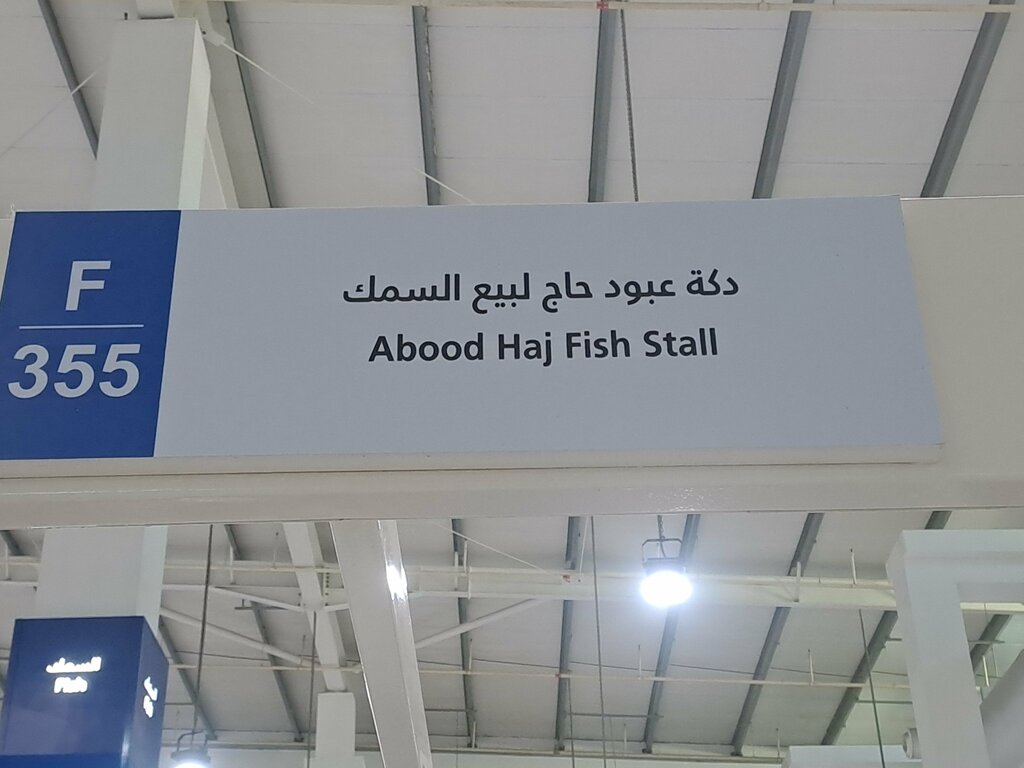 F
355
دكة عبود حاج لبيع السمك
Abood Haj Fish Stall
السمك
Fish